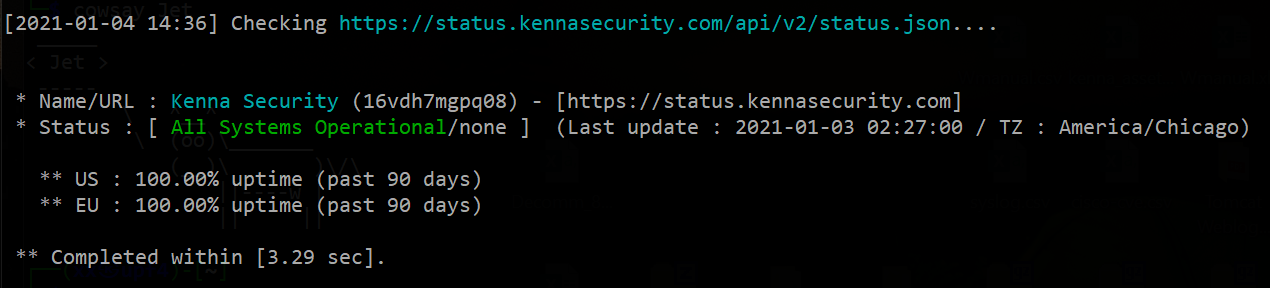 cowsay Jet
[2021-01-04 14:36] Checking https://status.kennasecurity.com/api/v2/status.json....
< Jet >
* Name/URL : Kenna Security (16vdh7mgpq08) - [https://status.kennasecurity.com]
* Status : [ All Systems Operational/none ]  (Last update : 2021-01-03 02:27:00 / TZ : America/Chicago)
** US : 100.00% uptime (past 90 days)
** EU : 100.00% uptime (past 90 days)
** Completed within [3.29 sec].